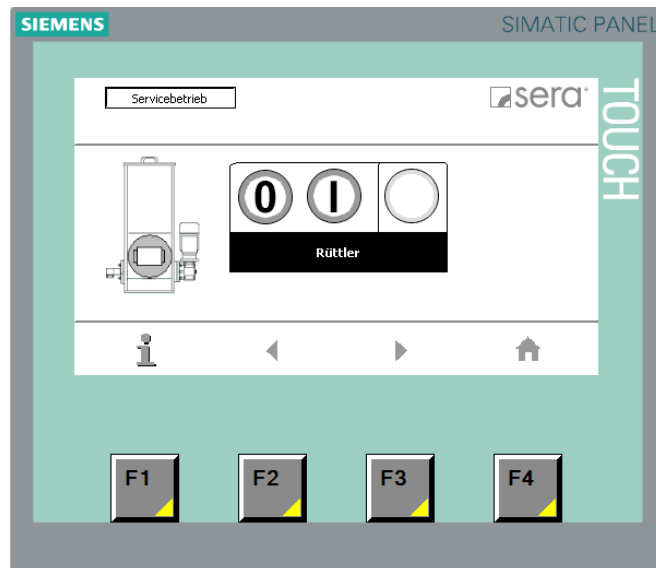 SIEMENS
SIMATIC PANEL
Servicebetrieb
sera
TOUCH
0 I
Rüttler
F1 F2 F3 F4